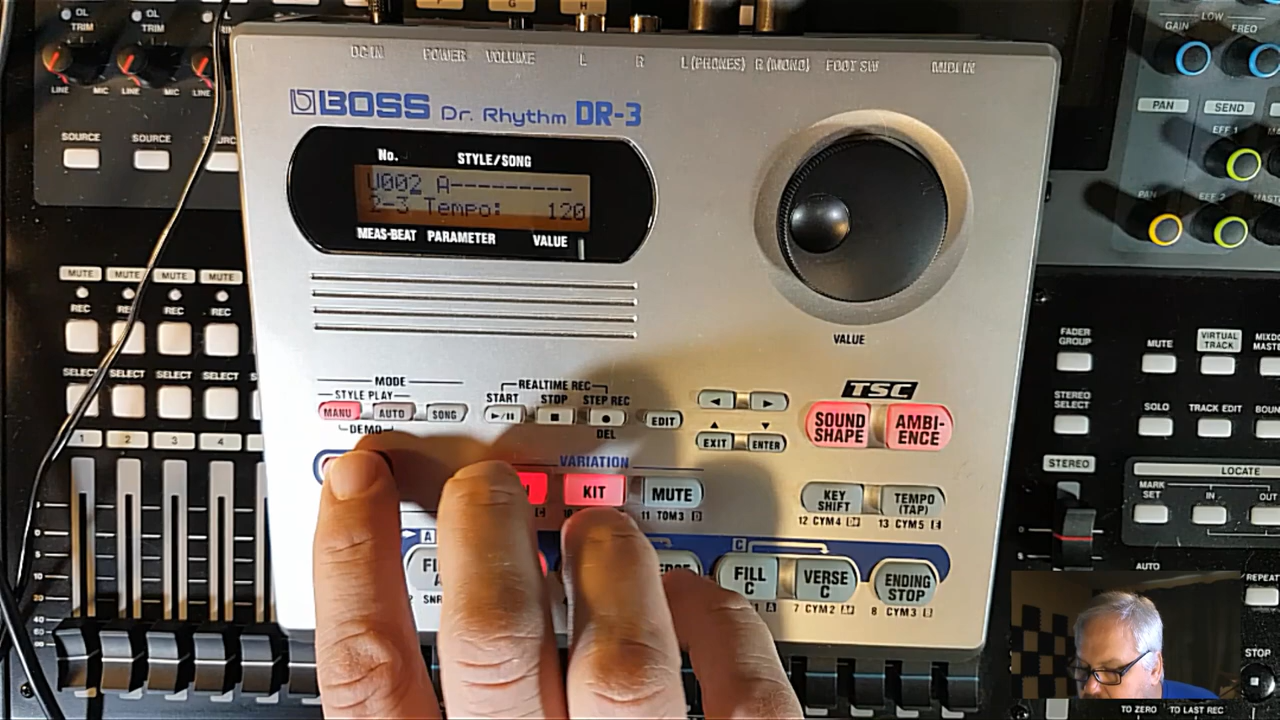 OL
TRIM
OL
TRIM
LINE
MIC
LINE
MIC
LINE
SOURCE
SOURCE
DC IN
POWER
VOLUME
L
R
L (PHONES)
R (MONO)
FOOT SW
MIDI IN
BOSS Dr. Rhythm DR-3
No.
STYLE/SONG
U002 A---------
2-3 Tempo: 120
MEAS-BEAT
PARAMETER
VALUE
VALUE
MODE
STYLE PLAY
MANU
AUTO
SONG
DEMO
REALTIME REC
START
STOP
STEP REC
DEL
EDIT
EXIT
ENTER
TSC
SOUND SHAPE
AMBI-
ENCE
VARIATION
KIT
MUTE
11 TOM3
KEY
SHIFT
TEMPO
(TAP)
12 CYM4
13 CYM5
A
C
FILL
C
VERSE
C
ENDING
STOP
7 CYM2
8 CYM3
MUTE
MUTE
MUTE
MUTE
REC
REC
REC
REC
SELECT
SELECT
SELECT
SELECT
1
2
3
4
LOW
GAIN
FREQ
PAN
SEND
EFF 1
PAN
EFF 2
FADER
GROUP
MUTE
VIRTUAL
TRACK
STEREO
SELECT
SOLO
TRACK EDIT
STEREO
LOCATE
MARK
SET
IN
OUT
AUTO
REPEAT
STOP
TO ZERO
TO LAST REC